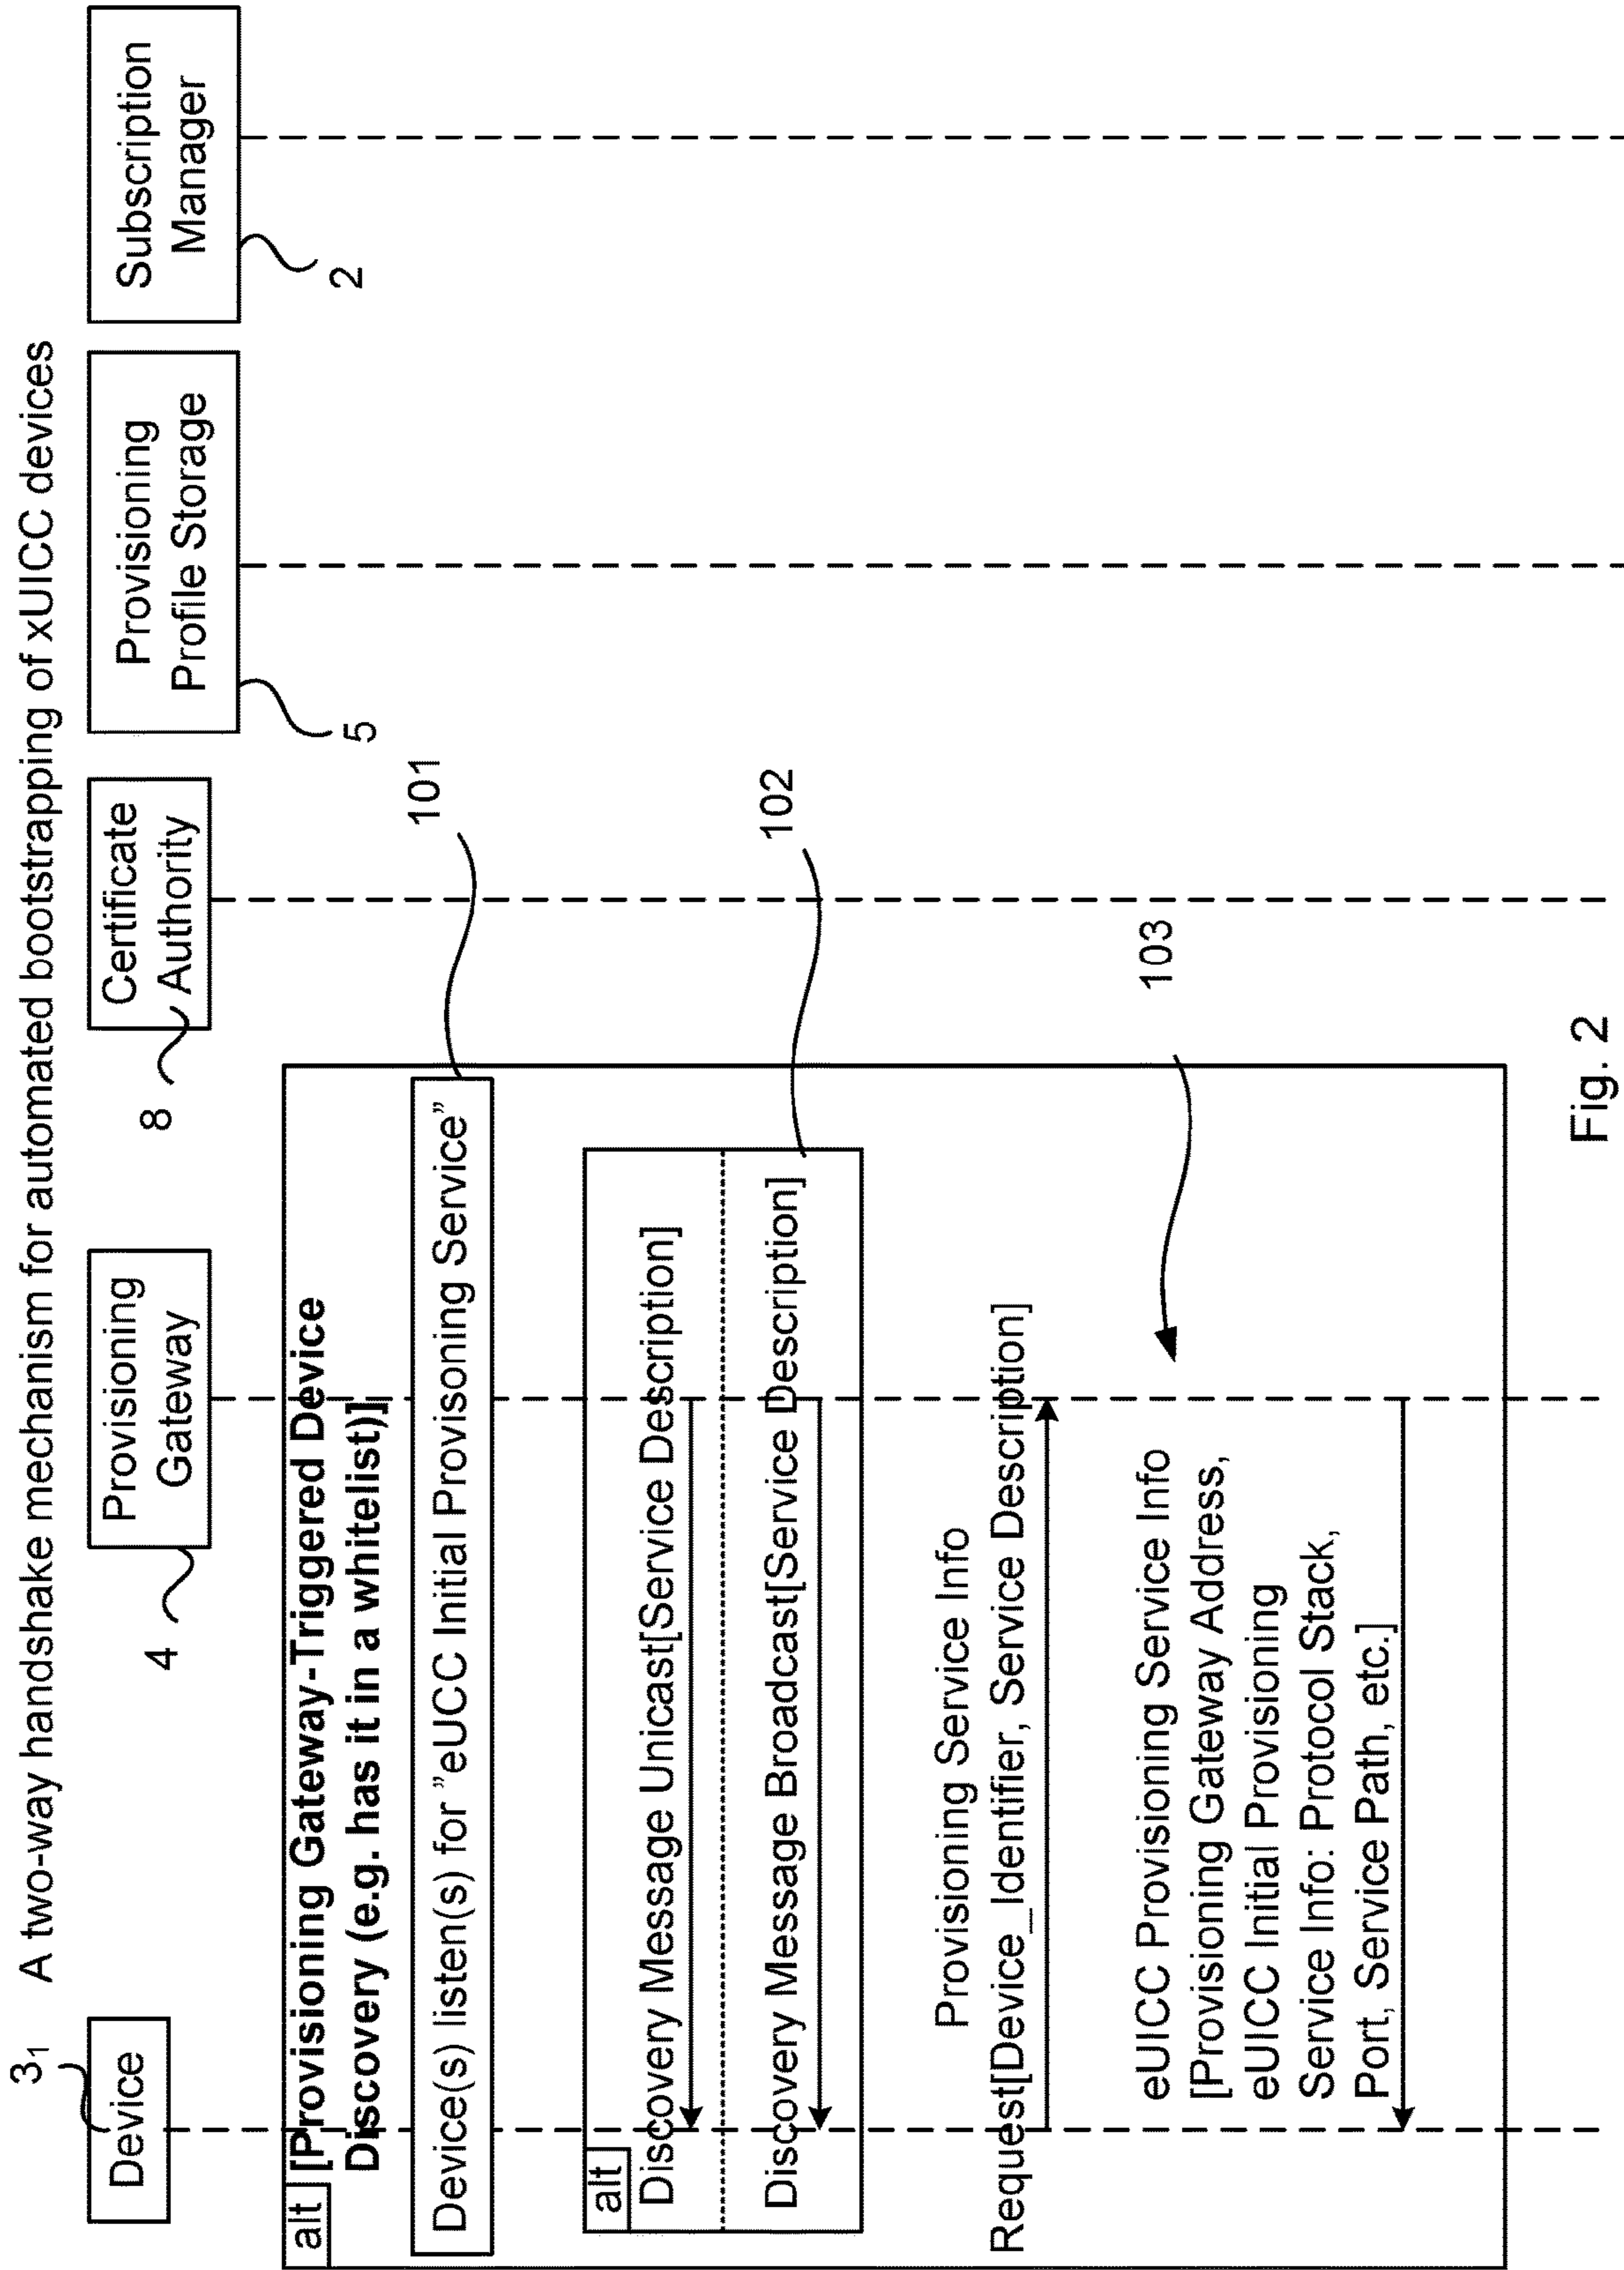 A two-way handshake mechanism for automated bootstrapping of xUICC devices
31
Device
Provisioning
Gateway
4
Certificate
Authority
8
Provisioning
Profile Storage
5
Subscription
Manager
2
alt
[Provisioning Gateway-Triggered Device
Discovery (e.g. has it in a whitelist)]
Device(s) listen(s) for ”eUCC Initial Provisoning Service”
101
alt
Discovery Message Unicast[Service Description]
Discovery Message Broadcast[Service Description]
102
Provisioning Service Info
Request[Device_Identifier, Service Description]
103
eUICC Provisioning Service Info
[Provisioning Gateway Address,
eUICC Initial Provisioning
Service Info: Protocol Stack,
Port, Service Path, etc.]
Fig. 2